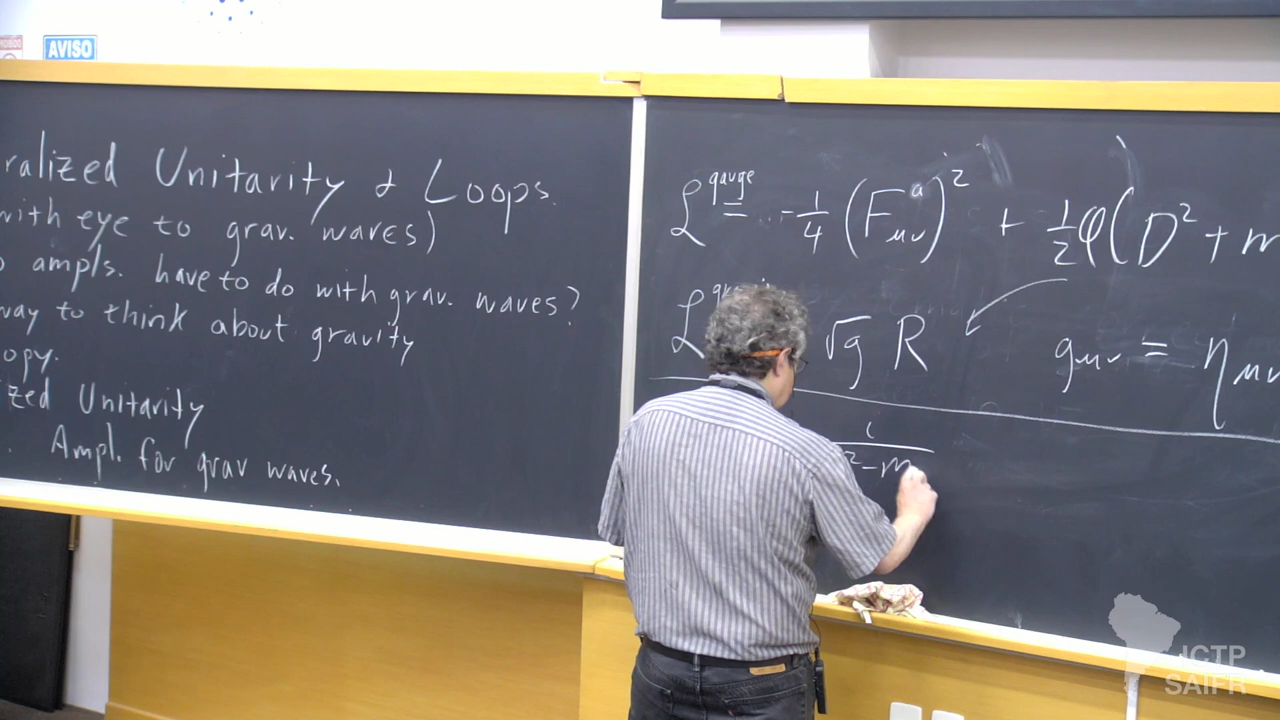 AVISO
ralized Unitarity & Loops.
with eye to grav. waves)
o ampls. have to do with grav. waves?
way to think about gravity
opy.
zed Unitarity
. Ampl. for grav waves.
L^gauge = -1/4 (F^a_μν)^2 + 1/2 φ(D^2 + m
L √g R g_μν = η_μν
i
2 - m
ICTP
SAIFR